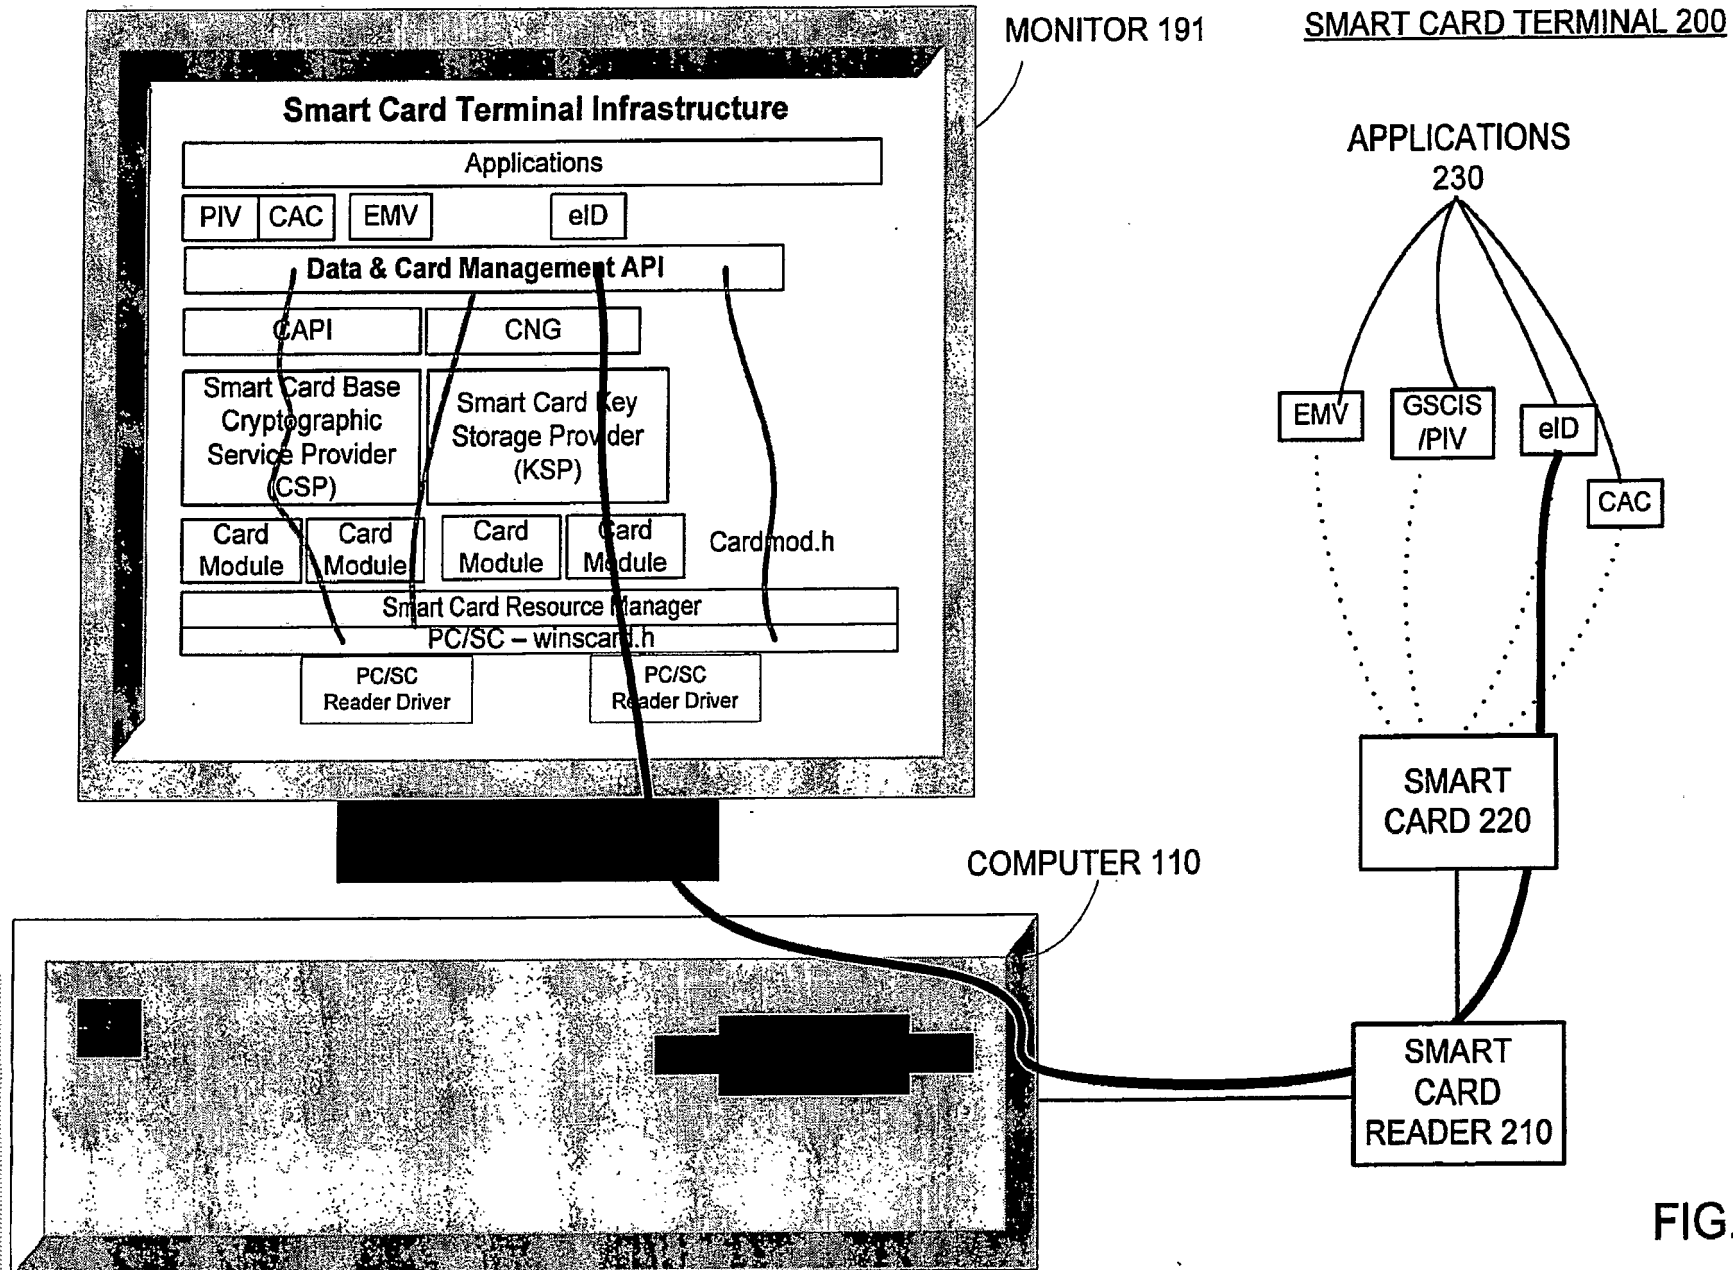 MONITOR 191
SMART CARD TERMINAL 200
Smart Card Terminal Infrastructure
Applications
PIV CAC EMV eID
Data & Card Management API
CAPI CNG
Smart Card Base
Cryptographic
Service Provider
(CSP)
Smart Card Key
Storage Provider
(KSP)
Card
Module
Card
Module
Card
Module
Card
Module
Cardmod.h
Smart Card Resource Manager
PC/SC – winscard.h
PC/SC
Reader Driver
PC/SC
Reader Driver
APPLICATIONS
230
EMV
GSCIS
/PIV
eID
CAC
SMART
CARD 220
COMPUTER 110
SMART
CARD
READER 210
FIG.